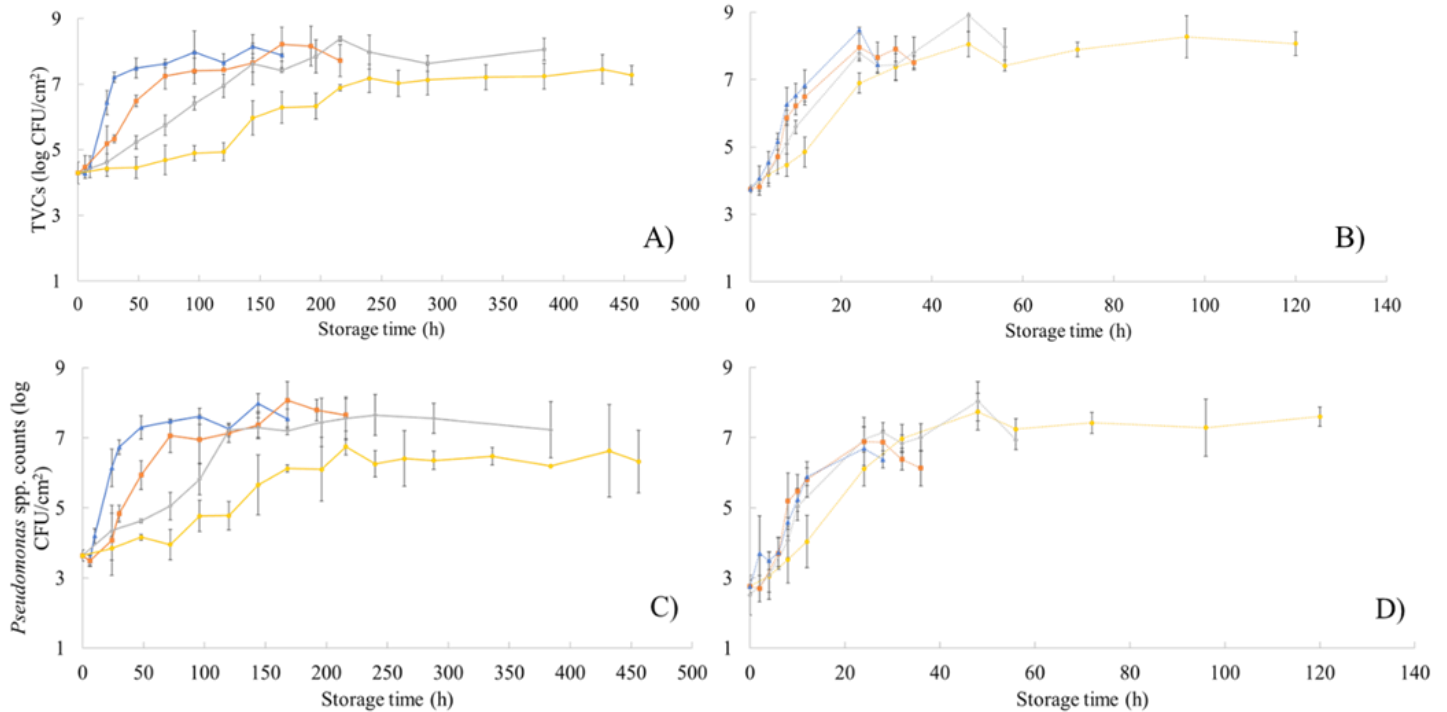 TVCs (log CFU/cm2)
9
7
5
3
1
0 50 100 150 200 250 300 350 400 450 500
Storage time (h)
A)
9
7
5
3
1
0 20 40 60 80 100 120 140
Storage time (h)
B)
Pseudomonas spp. counts (log
CFU/cm2)
9
7
5
3
1
0 50 100 150 200 250 300 350 400 450 500
Storage time (h)
C)
9
7
5
3
1
0 20 40 60 80 100 120 140
Storage time (h)
D)